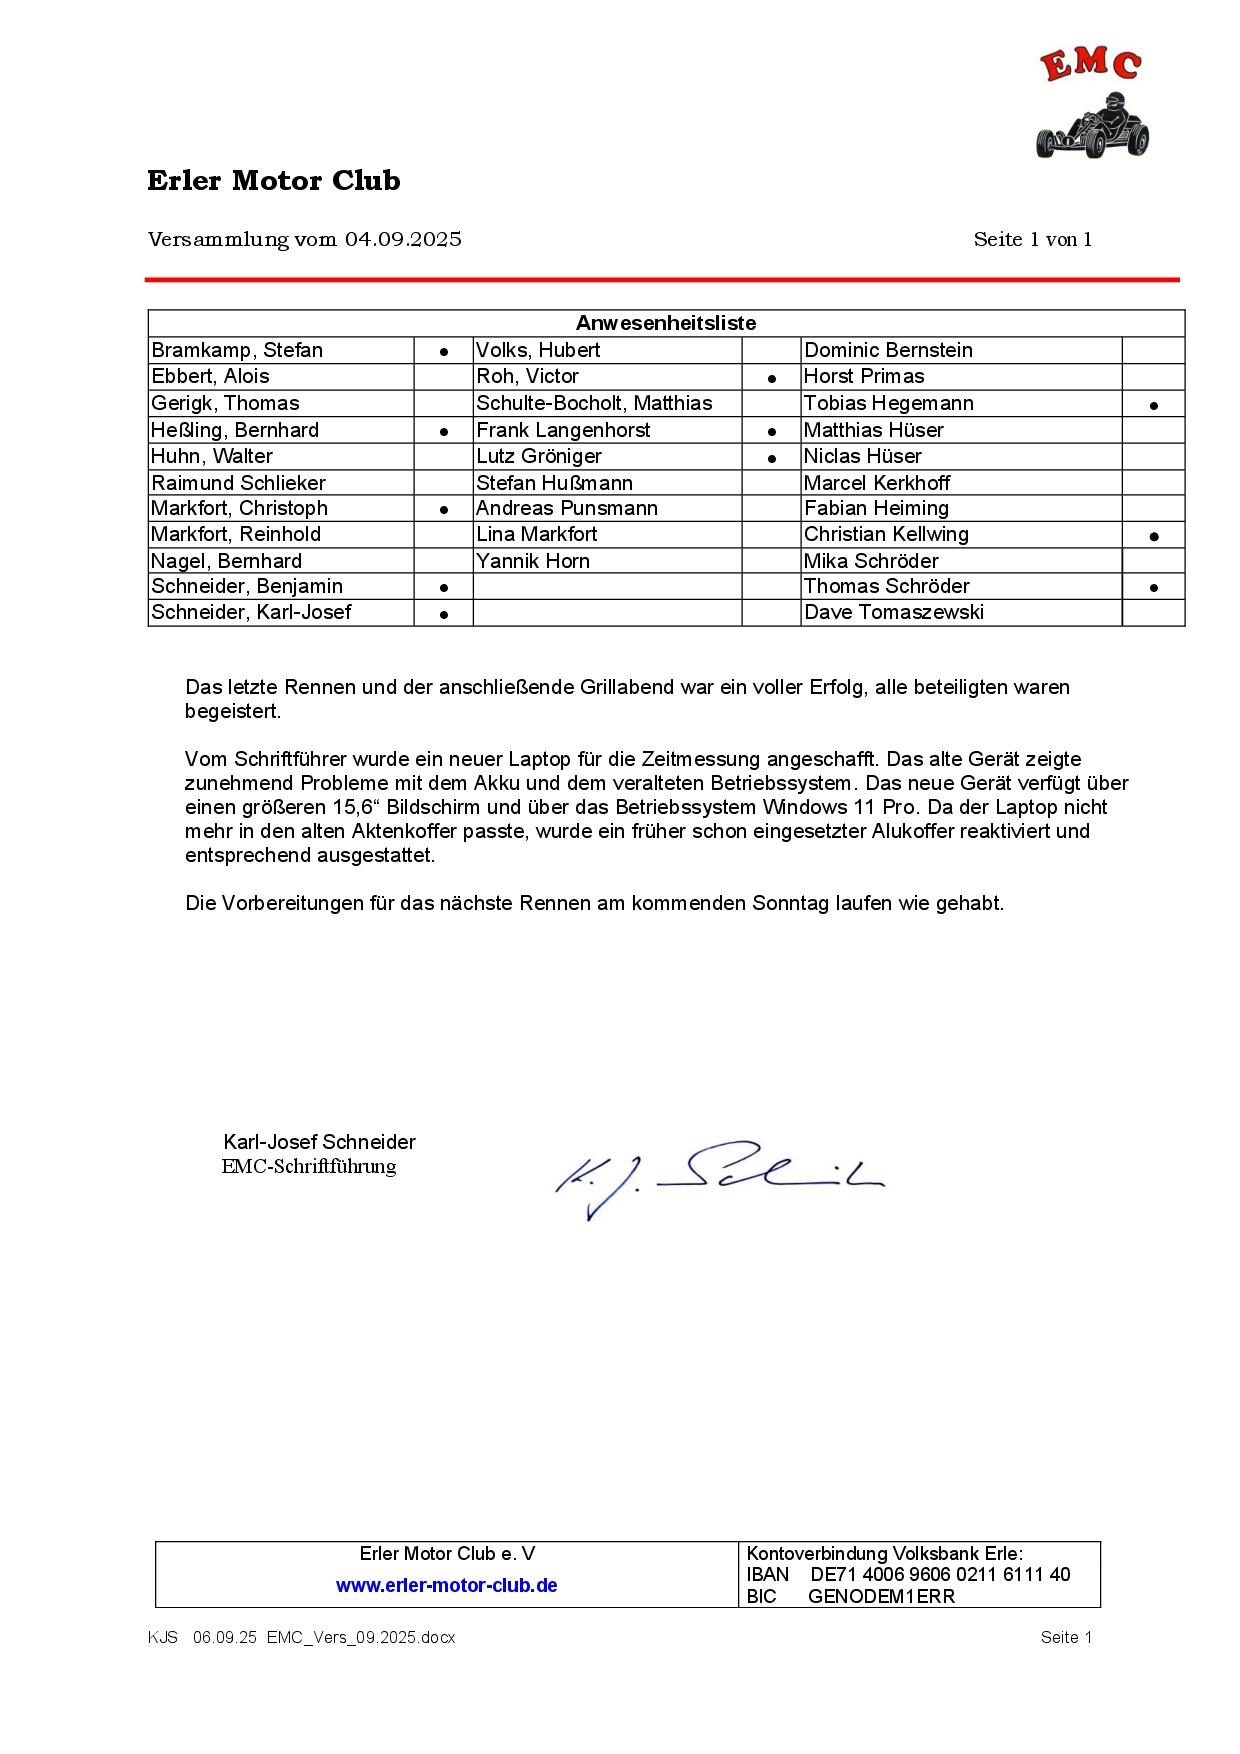 EMC
Erler Motor Club
Versammlung vom 04.09.2025 Seite 1 von 1
Anwesenheitsliste
Bramkamp, Stefan ● Volks, Hubert Dominic Bernstein
Ebbert, Alois Roh, Victor ● Horst Primas
Gerigk, Thomas Schulte-Bocholt, Matthias Tobias Hegemann ●
Heßling, Bernhard ● Frank Langenhorst ● Matthias Hüser
Huhn, Walter Lutz Gröniger ● Niclas Hüser
Raimund Schlieker Stefan Hußmann Marcel Kerkhoff
Markfort, Christoph ● Andreas Punsmann Fabian Heiming
Markfort, Reinhold Lina Markfort Christian Kellwing ●
Nagel, Bernhard Yannik Horn Mika Schröder
Schneider, Benjamin ● Thomas Schröder ●
Schneider, Karl-Josef ● Dave Tomaszewski
Das letzte Rennen und der anschließende Grillabend war ein voller Erfolg, alle beteiligten waren
begeistert.
Vom Schriftführer wurde ein neuer Laptop für die Zeitmessung angeschafft. Das alte Gerät zeigte
zunehmend Probleme mit dem Akku und dem veralteten Betriebssystem. Das neue Gerät verfügt über
einen größeren 15,6“ Bildschirm und über das Betriebssystem Windows 11 Pro. Da der Laptop nicht
mehr in den alten Aktenkoffer passte, wurde ein früher schon eingesetzter Alukoffer reaktiviert und
entsprechend ausgestattet.
Die Vorbereitungen für das nächste Rennen am kommenden Sonntag laufen wie gehabt.
Karl-Josef Schneider
EMC-Schriftführung
K. J. Schneider
Erler Motor Club e. V
www.erler-motor-club.de
Kontoverbindung Volksbank Erle:
IBAN DE71 4006 9606 0211 6111 40
BIC GENODEM1ERR
KJS 06.09.25 EMC_Vers_09.2025.docx Seite 1